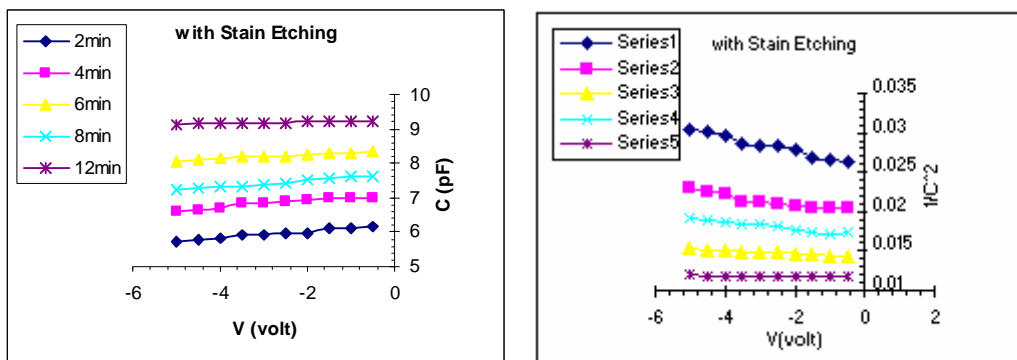 with Stain Etching
2min
4min
6min
8min
12min
10
9
8
7
6
5
C (pF)
-6
-4
-2
0
V (volt)
with Stain Etching
Series1
Series2
Series3
Series4
Series5
0.035
0.03
0.025
0.02
0.015
0.01
1/C^2
-6
-4
-2
0
2
V(volt)